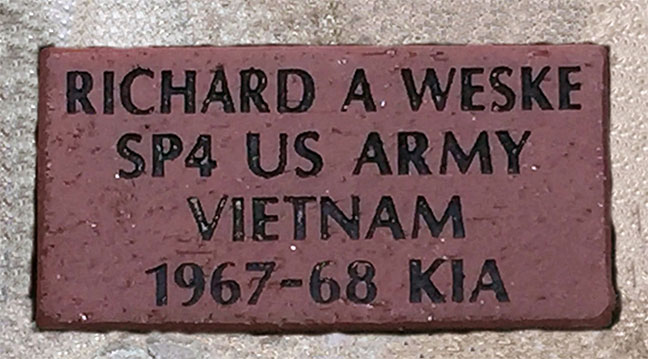 RICHARD A WESKE
SP4 US ARMY
VIETNAM
1967-68 KIA